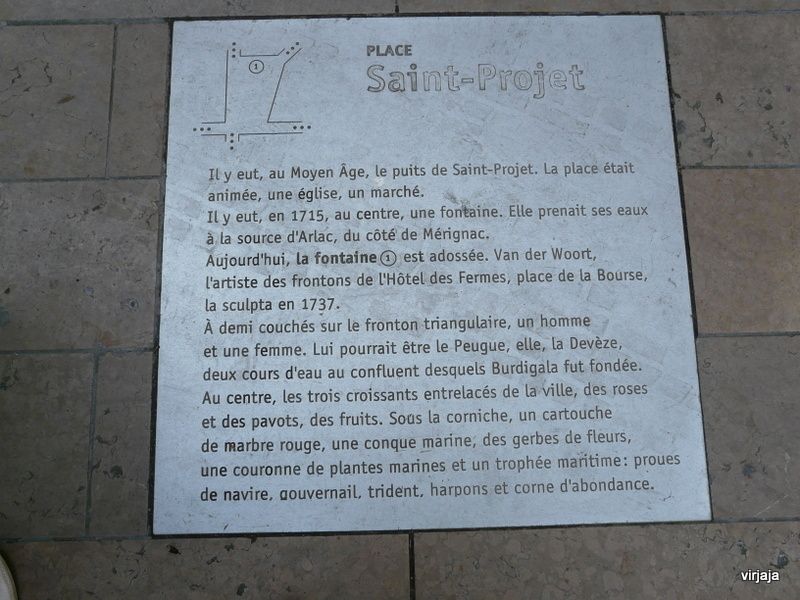 PLACE
Saint-Projet
1
Il y eut, au Moyen Âge, le puits de Saint-Projet. La place était
animée, une église, un marché.
Il y eut, en 1715, au centre, une fontaine. Elle prenait ses eaux
à la source d'Arlac, du côté de Mérignac.
Aujourd'hui, la fontaine 1 est adossée. Van der Woort,
l'artiste des frontons de l'Hôtel des Fermes, place de la Bourse,
la sculpta en 1737.
À demi couchés sur le fronton triangulaire, un homme
et une femme. Lui pourrait être le Peugue, elle, la Devèze,
deux cours d'eau au confluent desquels Burdigala fut fondée.
Au centre, les trois croissants entrelacés de la ville, des roses
et des pavots, des fruits. Sous la corniche, un cartouche
de marbre rouge, une conque marine, des gerbes de fleurs,
une couronne de plantes marines et un trophée maritime : proues
de navire, gouvernail, trident, harpons et corne d'abondance.
virjaja